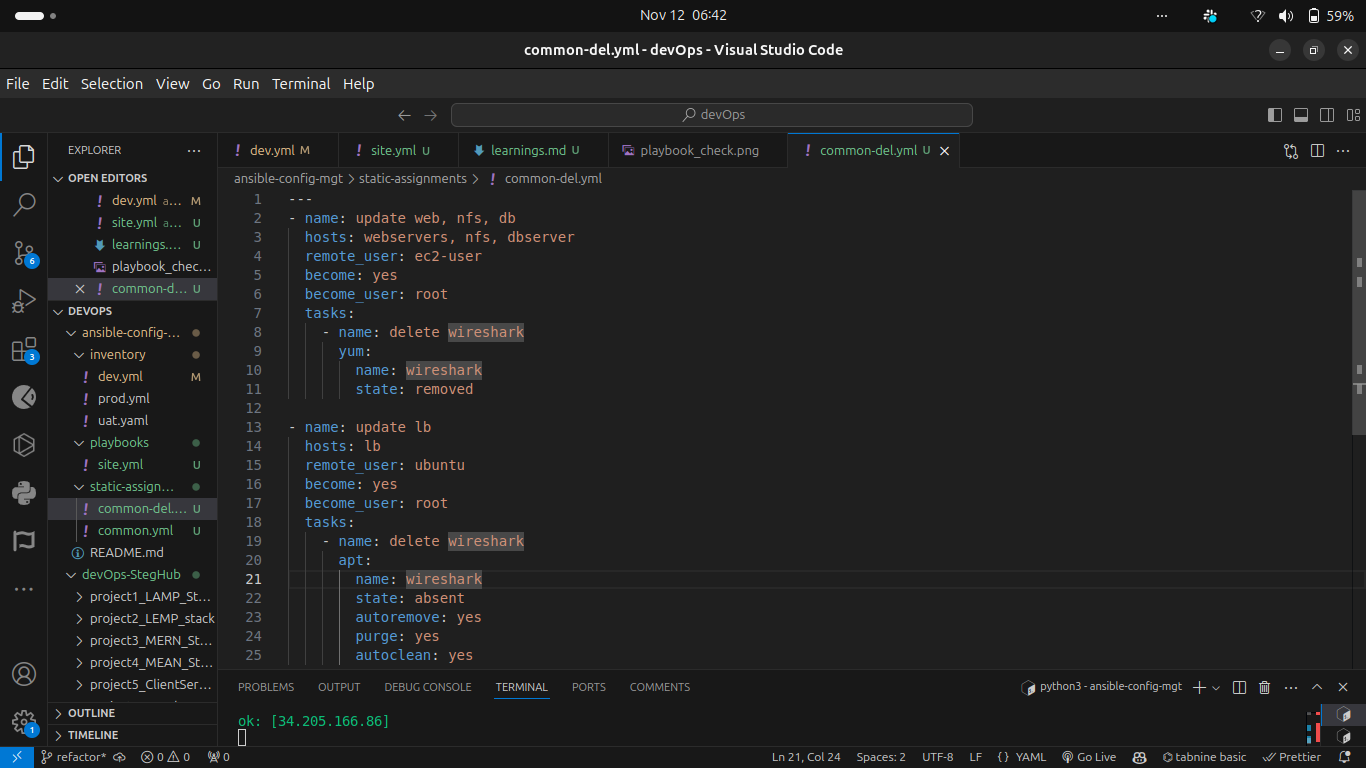 Nov 12 06:42
59%
common-del.yml - devOps - Visual Studio Code
File Edit Selection View Go Run Terminal Help
devOps
EXPLORER
OPEN EDITORS
! dev.yml a... M
! site.yml a... U
learnings.... U
playbook_chec...
! common-d... U
DEVOPS
ansible-config-...
inventory
! dev.yml M
! prod.yml
! uat.yaml
playbooks
! site.yml U
static-assignm...
! common-del.... U
! common.yml U
README.md
devOps-StegHub
project1_LAMP_St...
project2_LEMP_stack
project3_MERN_St...
project4_MEAN_St...
project5_ClientSer...
OUTLINE
TIMELINE
6
3
1
! dev.yml M
! site.yml U
learnings.md U
playbook_check.png
! common-del.yml U
ansible-config-mgt > static-assignments > ! common-del.yml
1 ---
2 - name: update web, nfs, db
3 hosts: webservers, nfs, dbserver
4 remote_user: ec2-user
5 become: yes
6 become_user: root
7 tasks:
8 - name: delete wireshark
9 yum:
10 name: wireshark
11 state: removed
12
13 - name: update lb
14 hosts: lb
15 remote_user: ubuntu
16 become: yes
17 become_user: root
18 tasks:
19 - name: delete wireshark
20 apt:
21 name: wireshark
22 state: absent
23 autoremove: yes
24 purge: yes
25 autoclean: yes
PROBLEMS OUTPUT DEBUG CONSOLE TERMINAL PORTS COMMENTS
python3 - ansible-config-mgt
ok: [34.205.166.86]
refactor* 0 0 0 Ln 21, Col 24 Spaces: 2 UTF-8 LF {} YAML Go Live tabnine basic Prettier